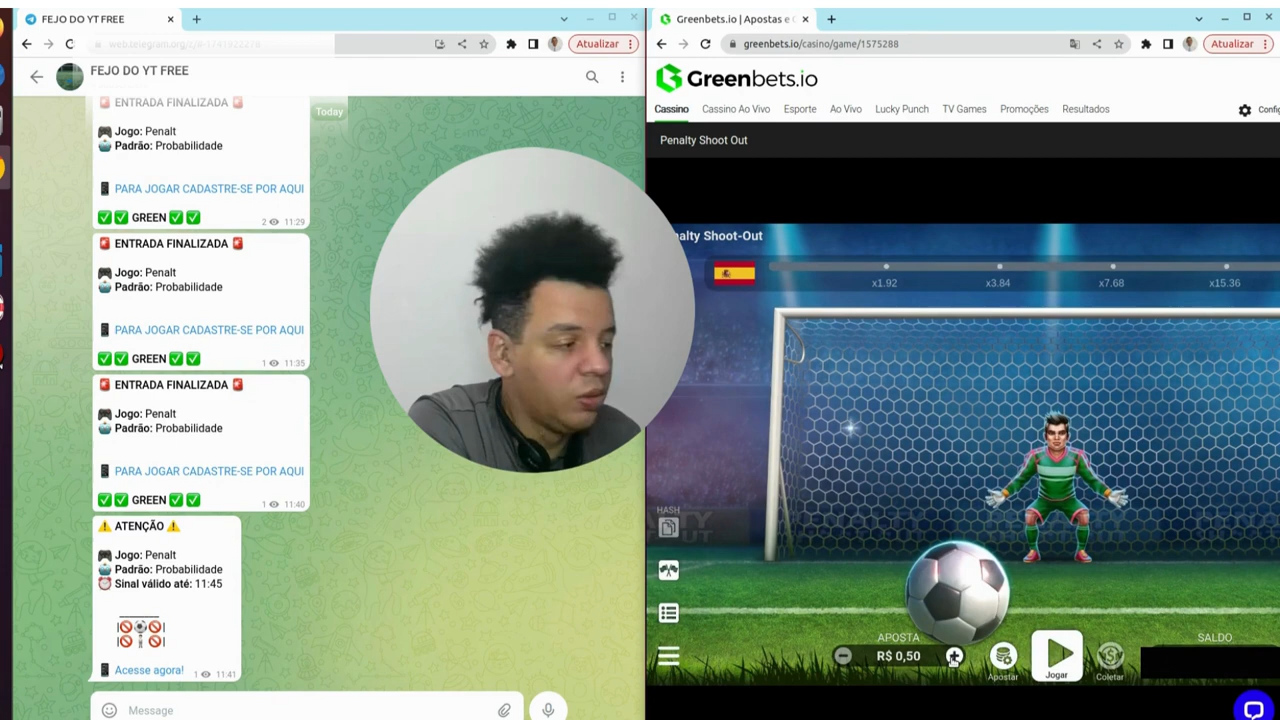 FEJO DO YT FREE
Greenbets.io | Apostas e
web.telegram.org
Atualizar
greenbets.io/casino/game/1575288
Atualizar
FEJO DO YT FREE
Today
ENTRADA FINALIZADA
Jogo: Penalt
Padrão: Probabilidade
PARA JOGAR CADASTRE-SE POR AQUI
GREEN
2 11:29
ENTRADA FINALIZADA
Jogo: Penalt
Padrão: Probabilidade
PARA JOGAR CADASTRE-SE POR AQUI
GREEN
1 11:35
ENTRADA FINALIZADA
Jogo: Penalt
Padrão: Probabilidade
PARA JOGAR CADASTRE-SE POR AQUI
GREEN
1 11:40
ATENÇÃO
Jogo: Penalt
Padrão: Probabilidade
Sinal válido até: 11:45
Acesse agora!
1 11:41
Message
Greenbets.io
Cassino Cassino Ao Vivo Esporte Ao Vivo Lucky Punch TV Games Promoções Resultados Config
Penalty Shoot Out
alty Shoot-Out
x1.92 x3.84 x7.68 x15.36
HASH
APOSTA
R$ 0,50
Apostar
Jogar
Coletar
SALDO